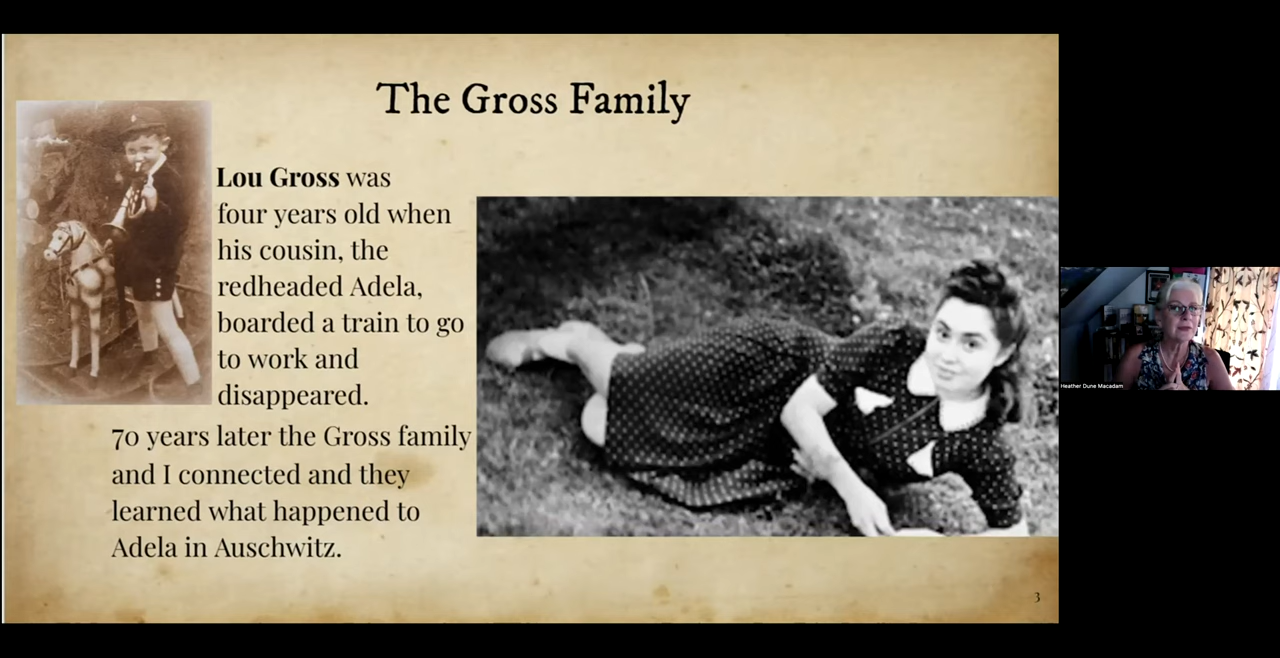 The Gross Family
Lou Gross was
four years old when
his cousin, the
redheaded Adela,
boarded a train to go
to work and
disappeared.
70 years later the Gross family
and I connected and they
learned what happened to
Adela in Auschwitz.
3
Heather Dune Macadam